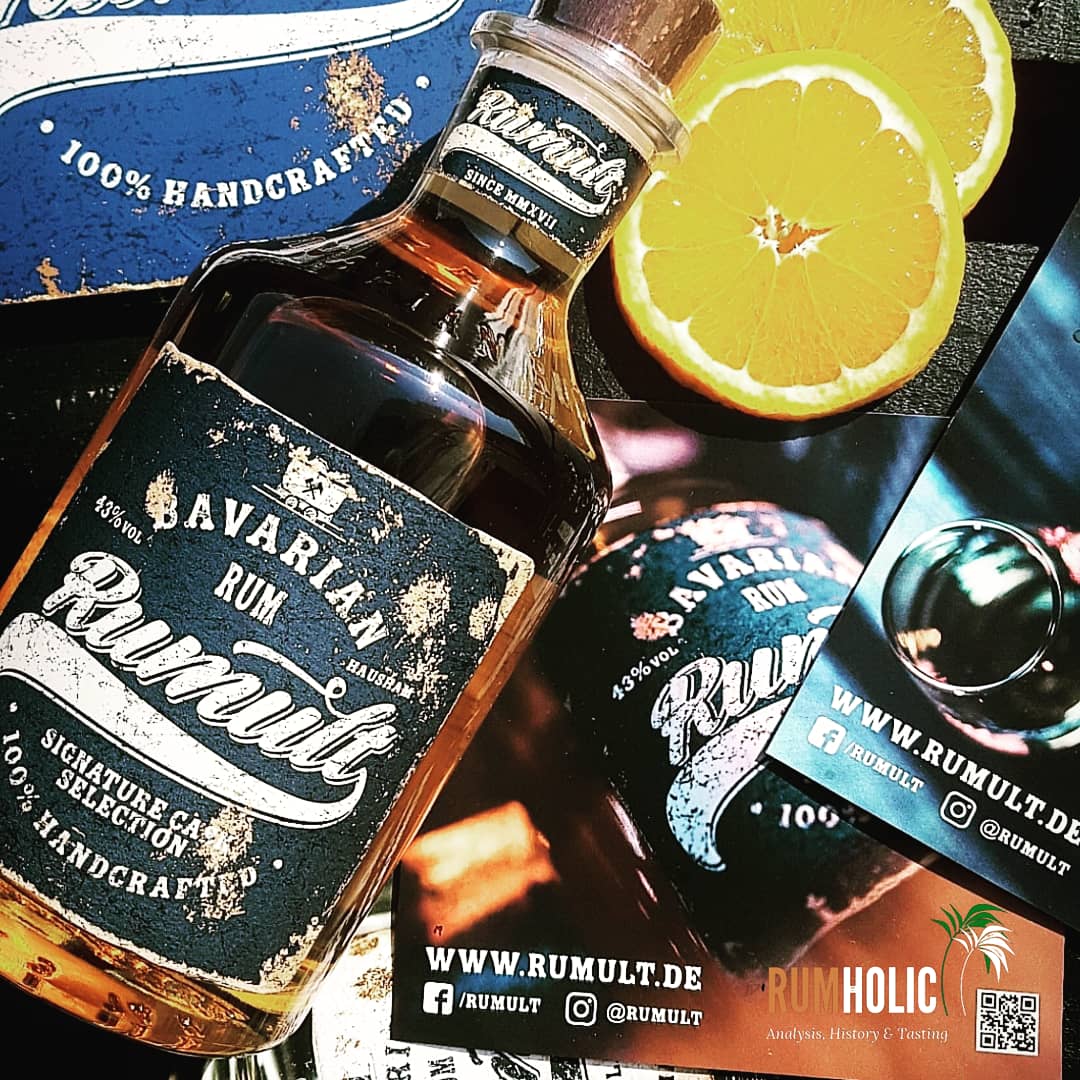 100% HANDCRAFTED
Rumult
SINCE MMXVII
43% VOL
BAVARIAN
RUM
HAUSHAM
Rumult
SIGNATURE CASK
SELECTION
100% HANDCRAFTED
BAVARIAN
RUM
43% VOL
WWW.RUMULT.DE
/RUMULT
@RUMULT
WWW.RUMULT.DE
/RUMULT
@RUMULT
RUMHOLIC
Analysis, History & Tasting